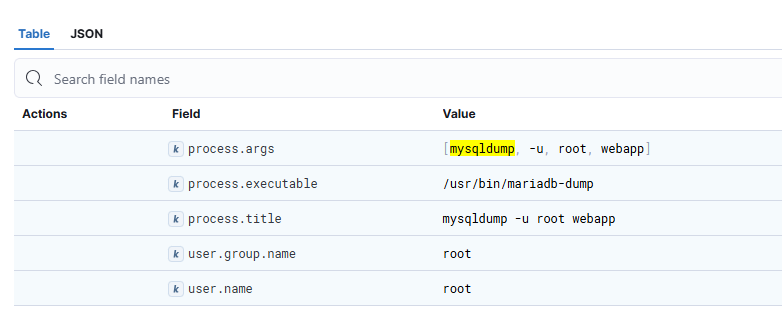 Table JSON
Search field names
Actions Field Value
k process.args [mysqldump, -u, root, webapp]
k process.executable /usr/bin/mariadb-dump
k process.title mysqldump -u root webapp
k user.group.name root
k user.name root